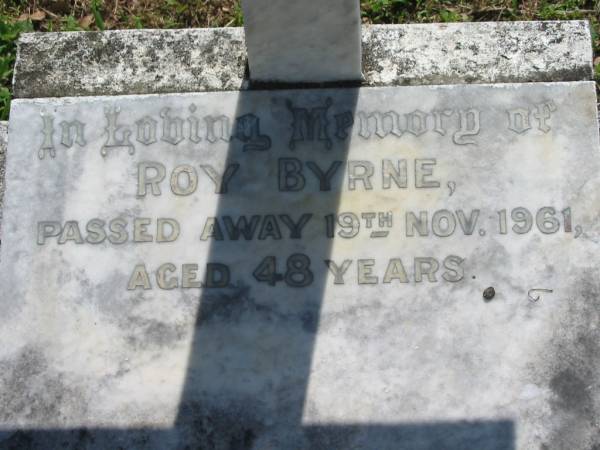 In Loving Memory of
ROY BYRNE,
PASSED AWAY 19TH NOV. 1961,
AGED 48 YEARS.